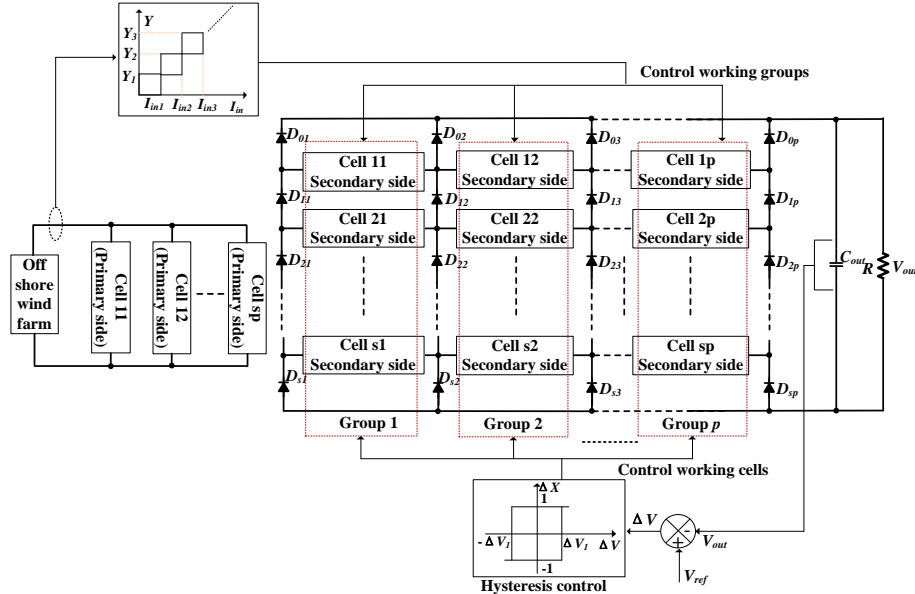 Y
Y3
Y2
Y1
Iin1 Iin2 Iin3 Iin
Control working groups
D01 D02 D03 D0p
Cell 11 Secondary side
Cell 12 Secondary side
Cell 1p Secondary side
D11 D12 D13 D1p
Cell 21 Secondary side
Cell 22 Secondary side
Cell 2p Secondary side
D21 D22 D23 D2p
Cout R Vout
Off shore wind farm
Cell 11 (Primary side)
Cell 12 (Primary side)
Cell sp (Primary side)
Cell s1 Secondary side
Cell s2 Secondary side
Cell sp Secondary side
Ds1 Ds2 Ds3 Dsp
Group 1 Group 2 Group p
Control working cells
ΔX
1
-ΔV1 ΔV1 ΔV
-1
Hysteresis control
ΔV
-
+
Vout
Vref